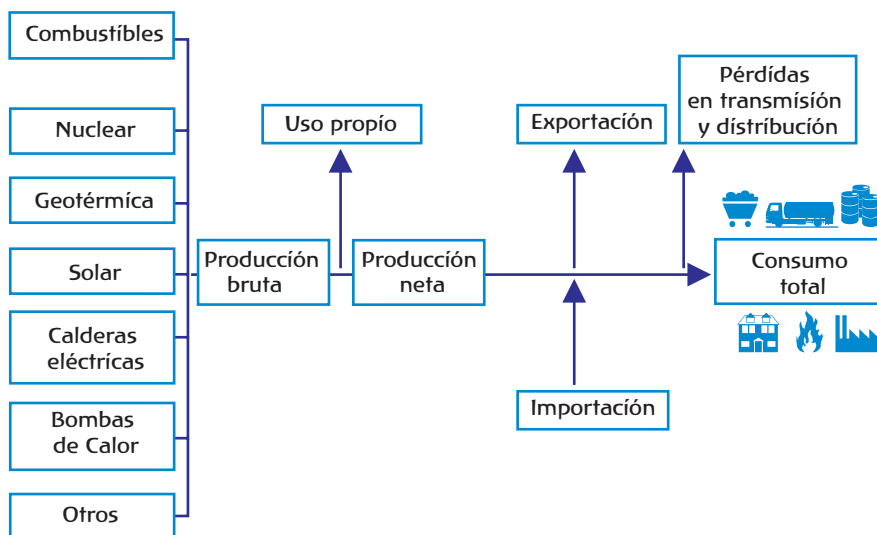 Combustibles
Nuclear
Geotérmica
Solar
Calderas
eléctricas
Bombas
de Calor
Otros
Producción
bruta
Uso propio
Producción
neta
Exportación
Importación
Pérdidas
en transmisión
y distribución
Consumo
total